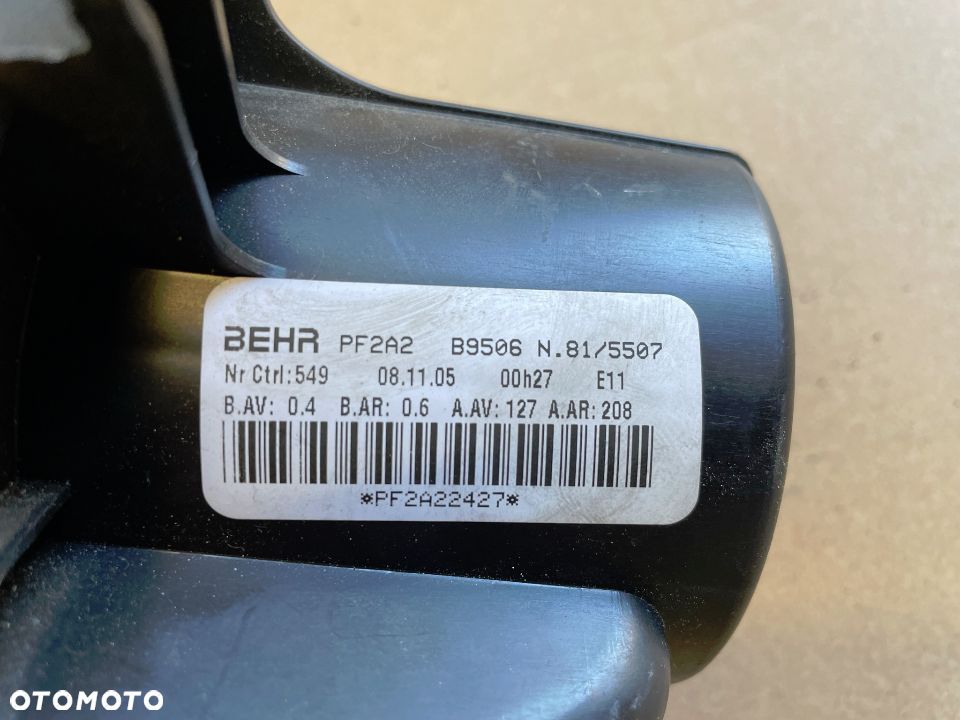 BEHR PF2A2 B9506 N.81/5507
Nr Ctrl:549 08.11.05 00h27 E11
B.AV: 0.4 B.AR: 0.6 A.AV: 127 A.AR: 208
*PF2A22427*
OTOMOTO